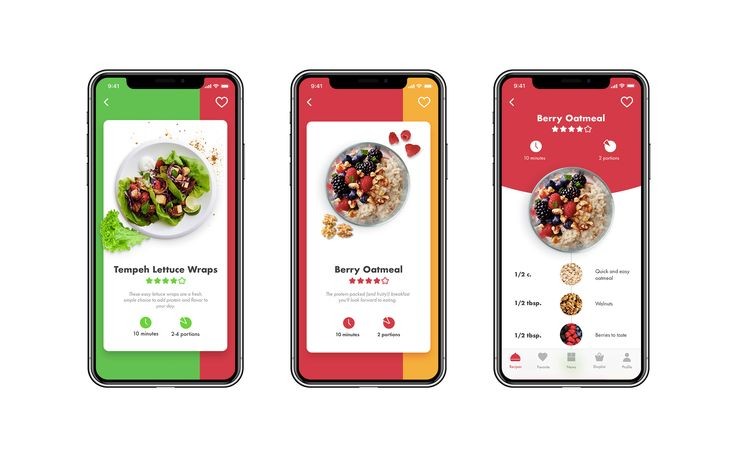 9:41
Tempeh Lettuce Wraps
These easy lettuce wraps are a fresh,
simple choice to add protein and flavor to
your day.
10 minutes
2-4 portions
9:41
Berry Oatmeal
The protein-packed (and fruity)! breakfast
you'll look forward to eating.
10 minutes
2 portions
9:41
Berry Oatmeal
10 minutes
2 portions
1/2 c.
Quick and easy
oatmeal
1/2 tbsp.
Walnuts
1/2 tbsp.
Berries to taste
Recipes
Favorite
News
Shoplist
Profile